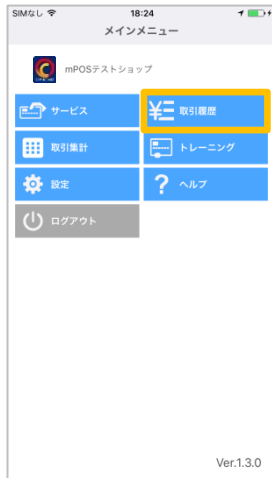 SIMなし 18:24
メインメニュー
mPOSテストショップ
サービス 取引履歴
取引集計 トレーニング
設定 ヘルプ
ログアウト
Ver.1.3.0